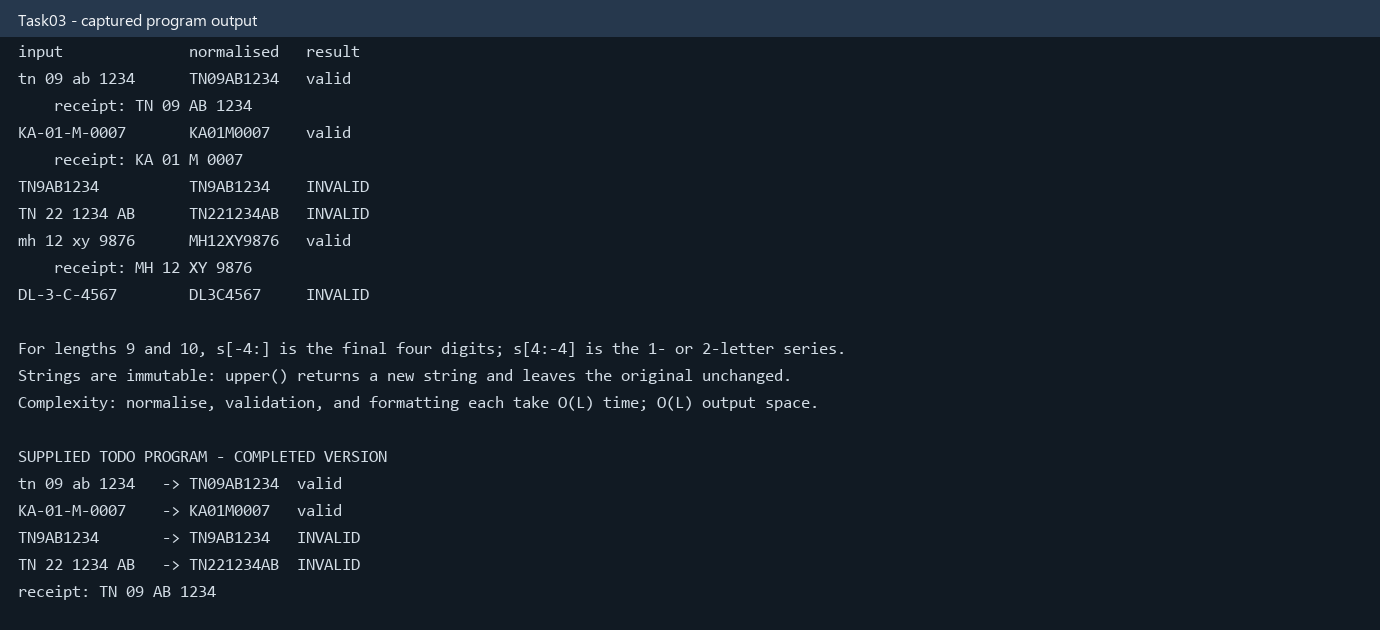 Task03 - captured program output
input              normalised   result
tn 09 ab 1234      TN09AB1234   valid
    receipt: TN 09 AB 1234
KA-01-M-0007       KA01M0007    valid
    receipt: KA 01 M 0007
TN9AB1234          TN9AB1234    INVALID
TN 22 1234 AB      TN221234AB   INVALID
mh 12 xy 9876      MH12XY9876   valid
    receipt: MH 12 XY 9876
DL-3-C-4567        DL3C4567     INVALID

For lengths 9 and 10, s[-4:] is the final four digits; s[4:-4] is the 1- or 2-letter series.
Strings are immutable: upper() returns a new string and leaves the original unchanged.
Complexity: normalise, validation, and formatting each take O(L) time; O(L) output space.

SUPPLIED TODO PROGRAM - COMPLETED VERSION
tn 09 ab 1234   -> TN09AB1234  valid
KA-01-M-0007    -> KA01M0007   valid
TN9AB1234       -> TN9AB1234   INVALID
TN 22 1234 AB   -> TN221234AB  INVALID
receipt: TN 09 AB 1234